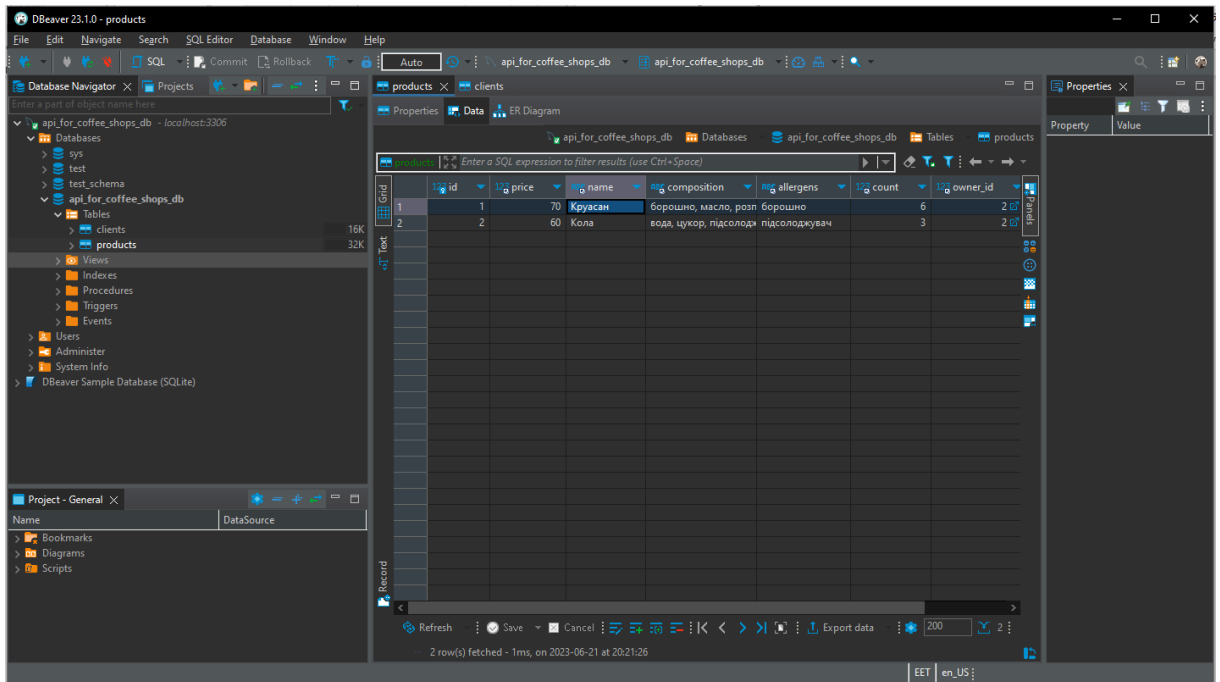 DBeaver 23.1.0 - products
File Edit Navigate Search SQL Editor Database Window Help
SQL Commit Rollback Auto api_for_coffee_shops_db api_for_coffee_shops_db
Database Navigator Projects
Enter a part of object name here
api_for_coffee_shops_db - localhost:3306
Databases
sys
test
test_schema
api_for_coffee_shops_db
Tables
clients 16K
products 32K
Views
Indexes
Procedures
Triggers
Events
Users
Administer
System Info
DBeaver Sample Database (SQLite)
Project - General
Name DataSource
Bookmarks
Diagrams
Scripts
products clients
Properties Data ER Diagram
api_for_coffee_shops_db Databases api_for_coffee_shops_db Tables products
products Enter a SQL expression to filter results (use Ctrl+Space)
Grid
Text
Record
123 id 123 price ABC name ABC composition ABC allergens 123 count 123 owner_id
1 1 70 Круасан борошно, масло, розп борошно 6 2
2 2 60 Кола вода, цукор, підсолодж підсолоджувач 3 2
Panels
Refresh Save Cancel Export data 200 2
2 row(s) fetched - 1ms, on 2023-06-21 at 20:21:26
Properties
Property Value
EET en_US